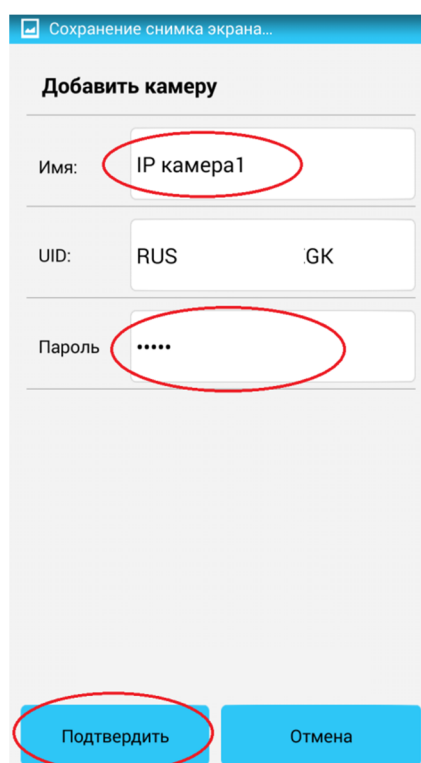 Сохранение снимка экрана...
Добавить камеру
Имя: IP камера1
UID: RUS GK
Пароль •••••
Подтвердить Отмена